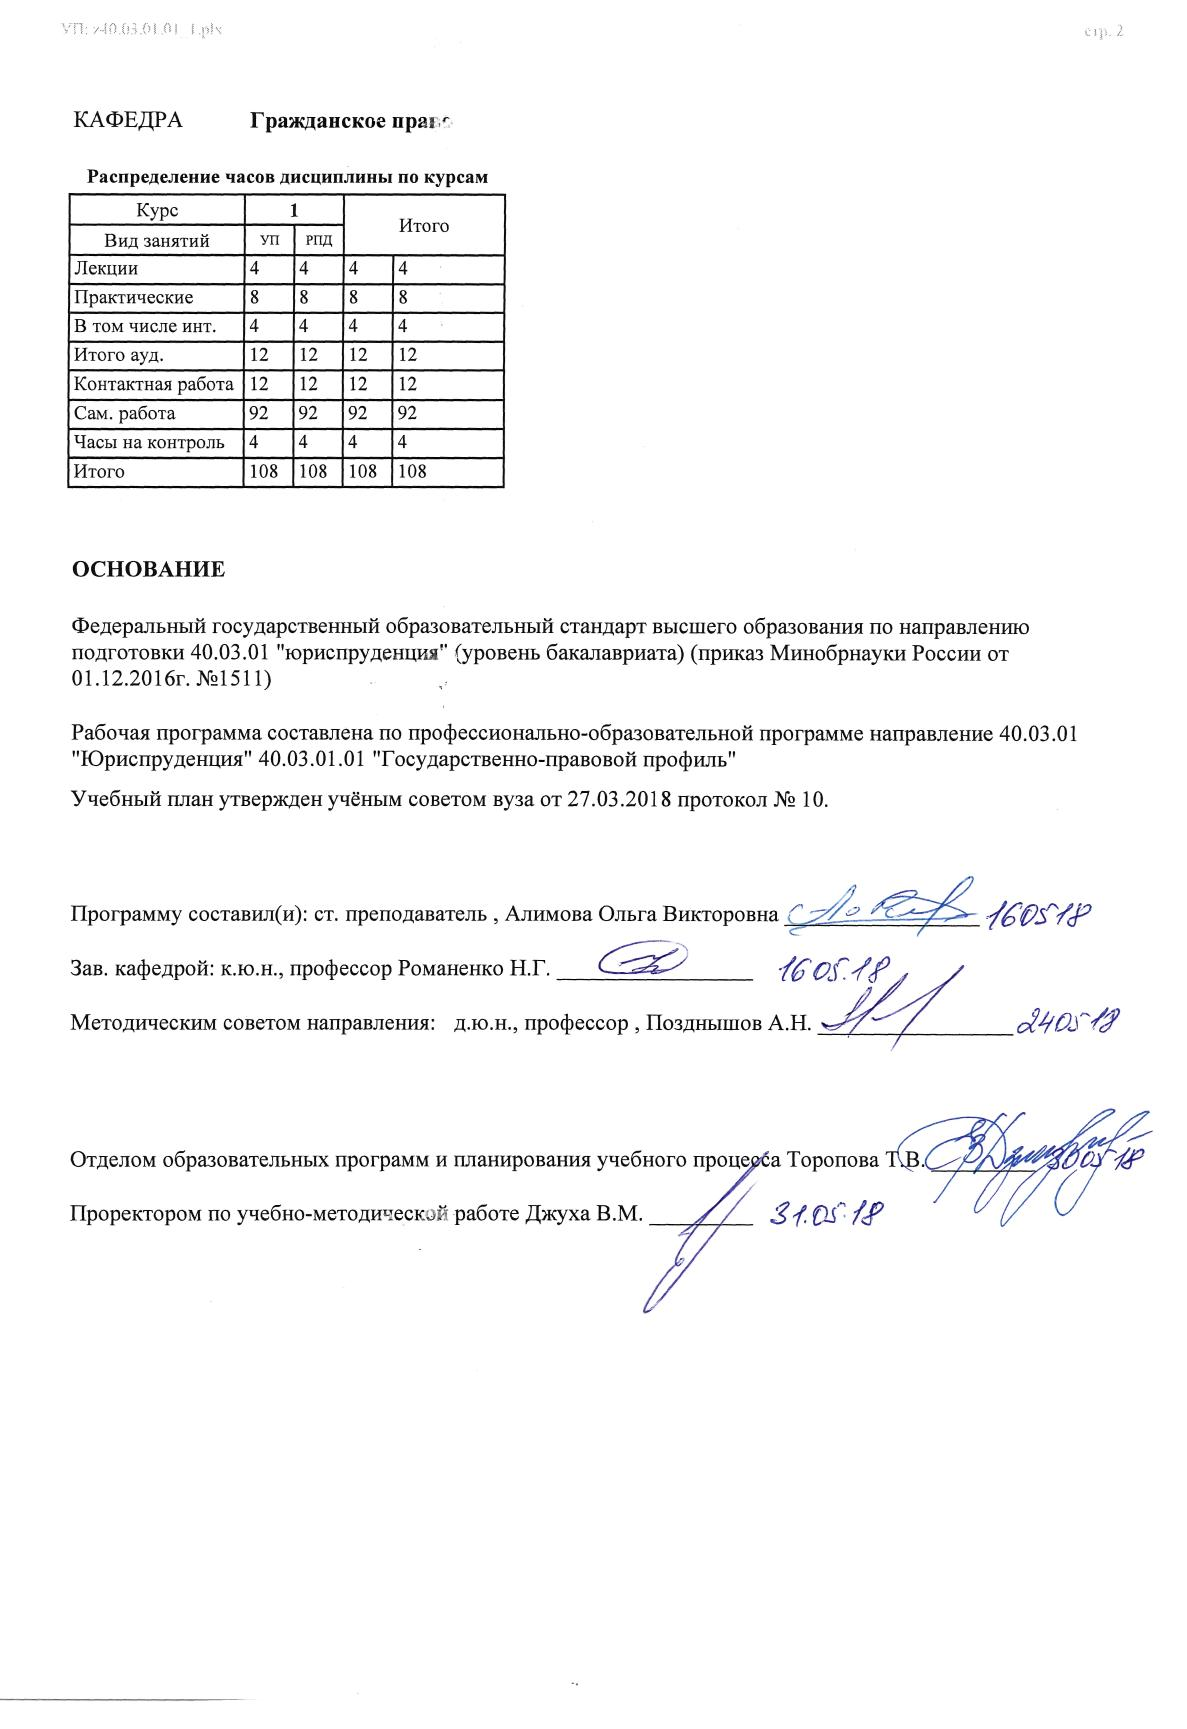 УП: z40.03.01.01_1.plx
стр. 2
КАФЕДРА Гражданское право
Распределение часов дисциплины по курсам
Курс 1 Итого
Вид занятий УП РПД
Лекции 4 4 4 4
Практические 8 8 8 8
В том числе инт. 4 4 4 4
Итого ауд. 12 12 12 12
Контактная работа 12 12 12 12
Сам. работа 92 92 92 92
Часы на контроль 4 4 4 4
Итого 108 108 108 108
ОСНОВАНИЕ
Федеральный государственный образовательный стандарт высшего образования по направлению
подготовки 40.03.01 "юриспруденция" (уровень бакалавриата) (приказ Минобрнауки России от
01.12.2016г. №1511)
Рабочая программа составлена по профессионально-образовательной программе направление 40.03.01
"Юриспруденция" 40.03.01.01 "Государственно-правовой профиль"
Учебный план утвержден учёным советом вуза от 27.03.2018 протокол № 10.
Программу составил(и): ст. преподаватель , Алимова Ольга Викторовна 160518
Зав. кафедрой: к.ю.н., профессор Романенко Н.Г. 1605.18
Методическим советом направления: д.ю.н., профессор , Позднышов А.Н. 240518
Отделом образовательных программ и планирования учебного процесса Торопова Т.В. 300518
Проректором по учебно-методической работе Джуха В.М. 31.05.18